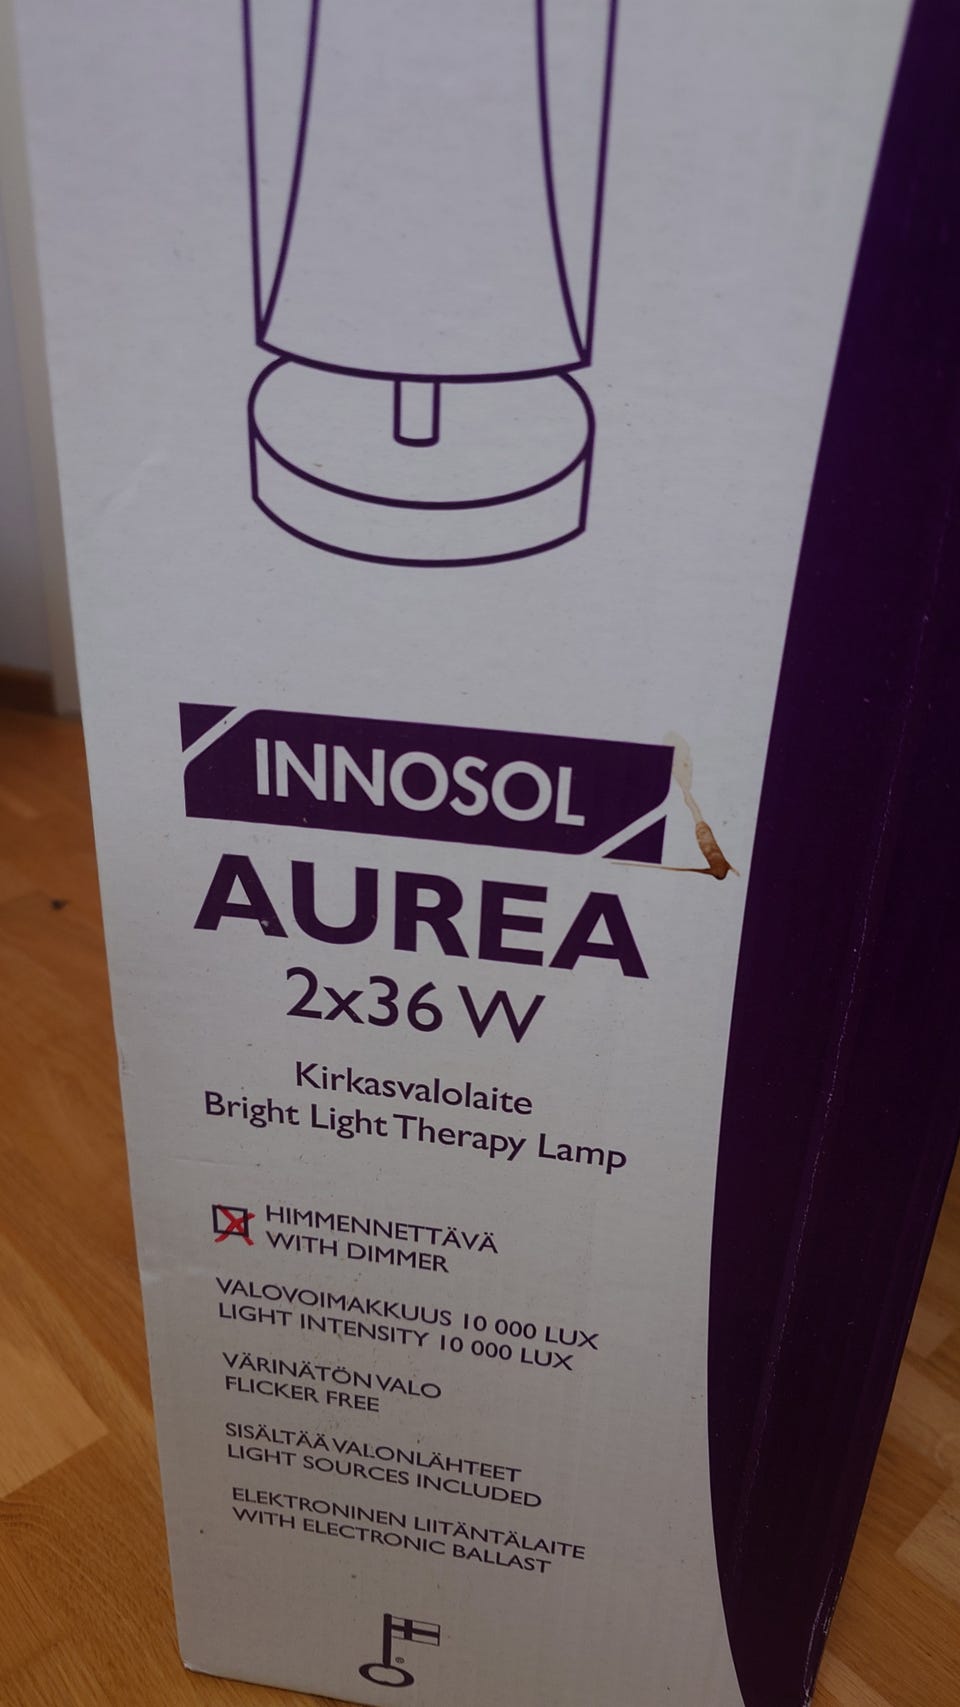 INNOSOL
AUREA
2x36 W
Kirkasvalolaite
Bright Light Therapy Lamp
HIMMENNETTÄVÄ
WITH DIMMER
VALOVOIMAKKUUS 10 000 LUX
LIGHT INTENSITY 10 000 LUX
VÄRINÄTÖN VALO
FLICKER FREE
SISÄLTÄÄ VALONLÄHTEET
LIGHT SOURCES INCLUDED
ELEKTRONINEN LIITÄNTÄLAITE
WITH ELECTRONIC BALLAST
®